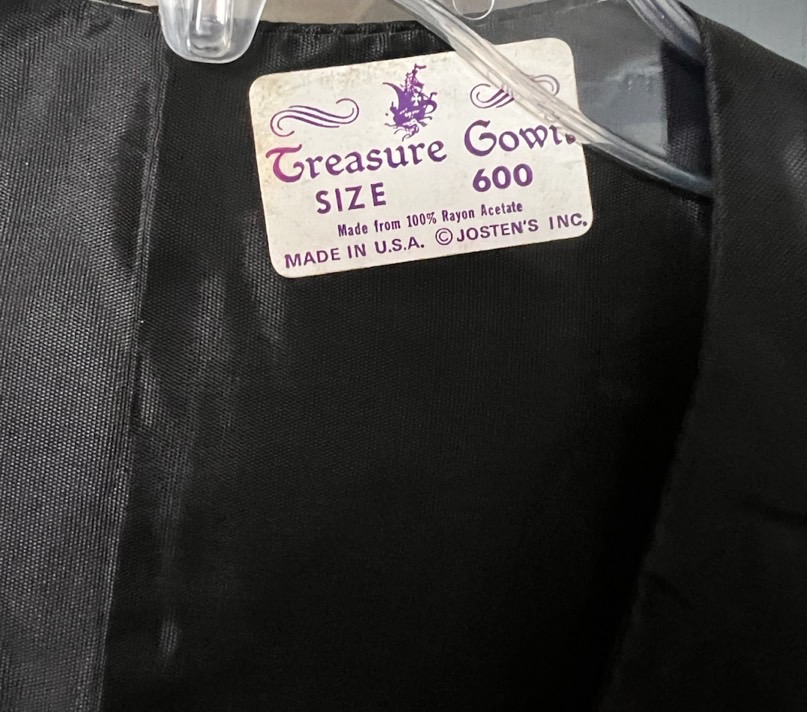 Treasure Gown
SIZE 600
Made from 100% Rayon Acetate
MADE IN U.S.A. © JOSTEN'S INC.